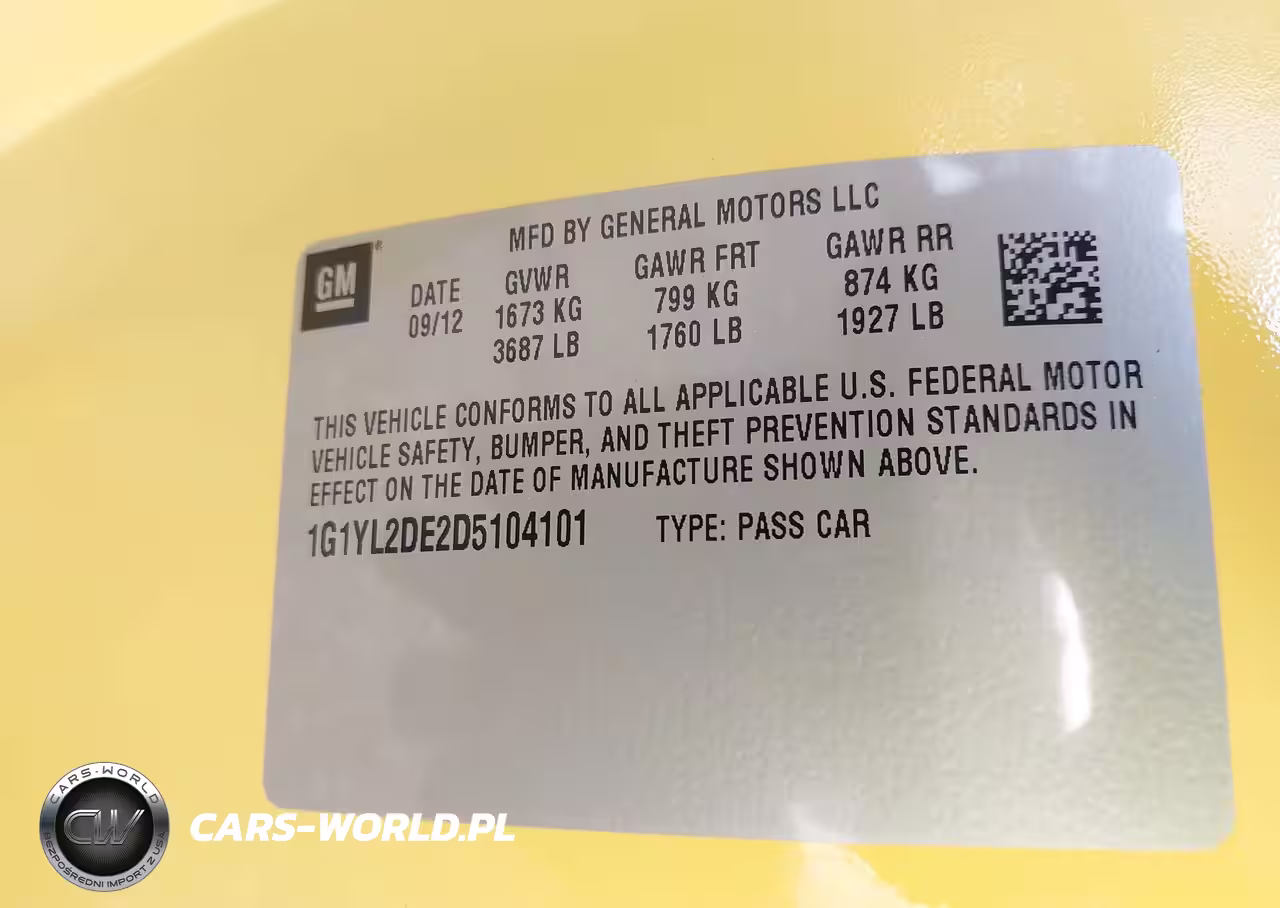 MFD BY GENERAL MOTORS LLC
GM®
DATE GVWR GAWR FRT GAWR RR
09/12 1673 KG 799 KG 874 KG
3687 LB 1760 LB 1927 LB
THIS VEHICLE CONFORMS TO ALL APPLICABLE U.S. FEDERAL MOTOR
VEHICLE SAFETY, BUMPER, AND THEFT PREVENTION STANDARDS IN
EFFECT ON THE DATE OF MANUFACTURE SHOWN ABOVE.
1G1YL2DE2D5104101 TYPE: PASS CAR
CARS-WORLD
CW
BEZPOŚREDNI IMPORT Z USA
CARS-WORLD.PL